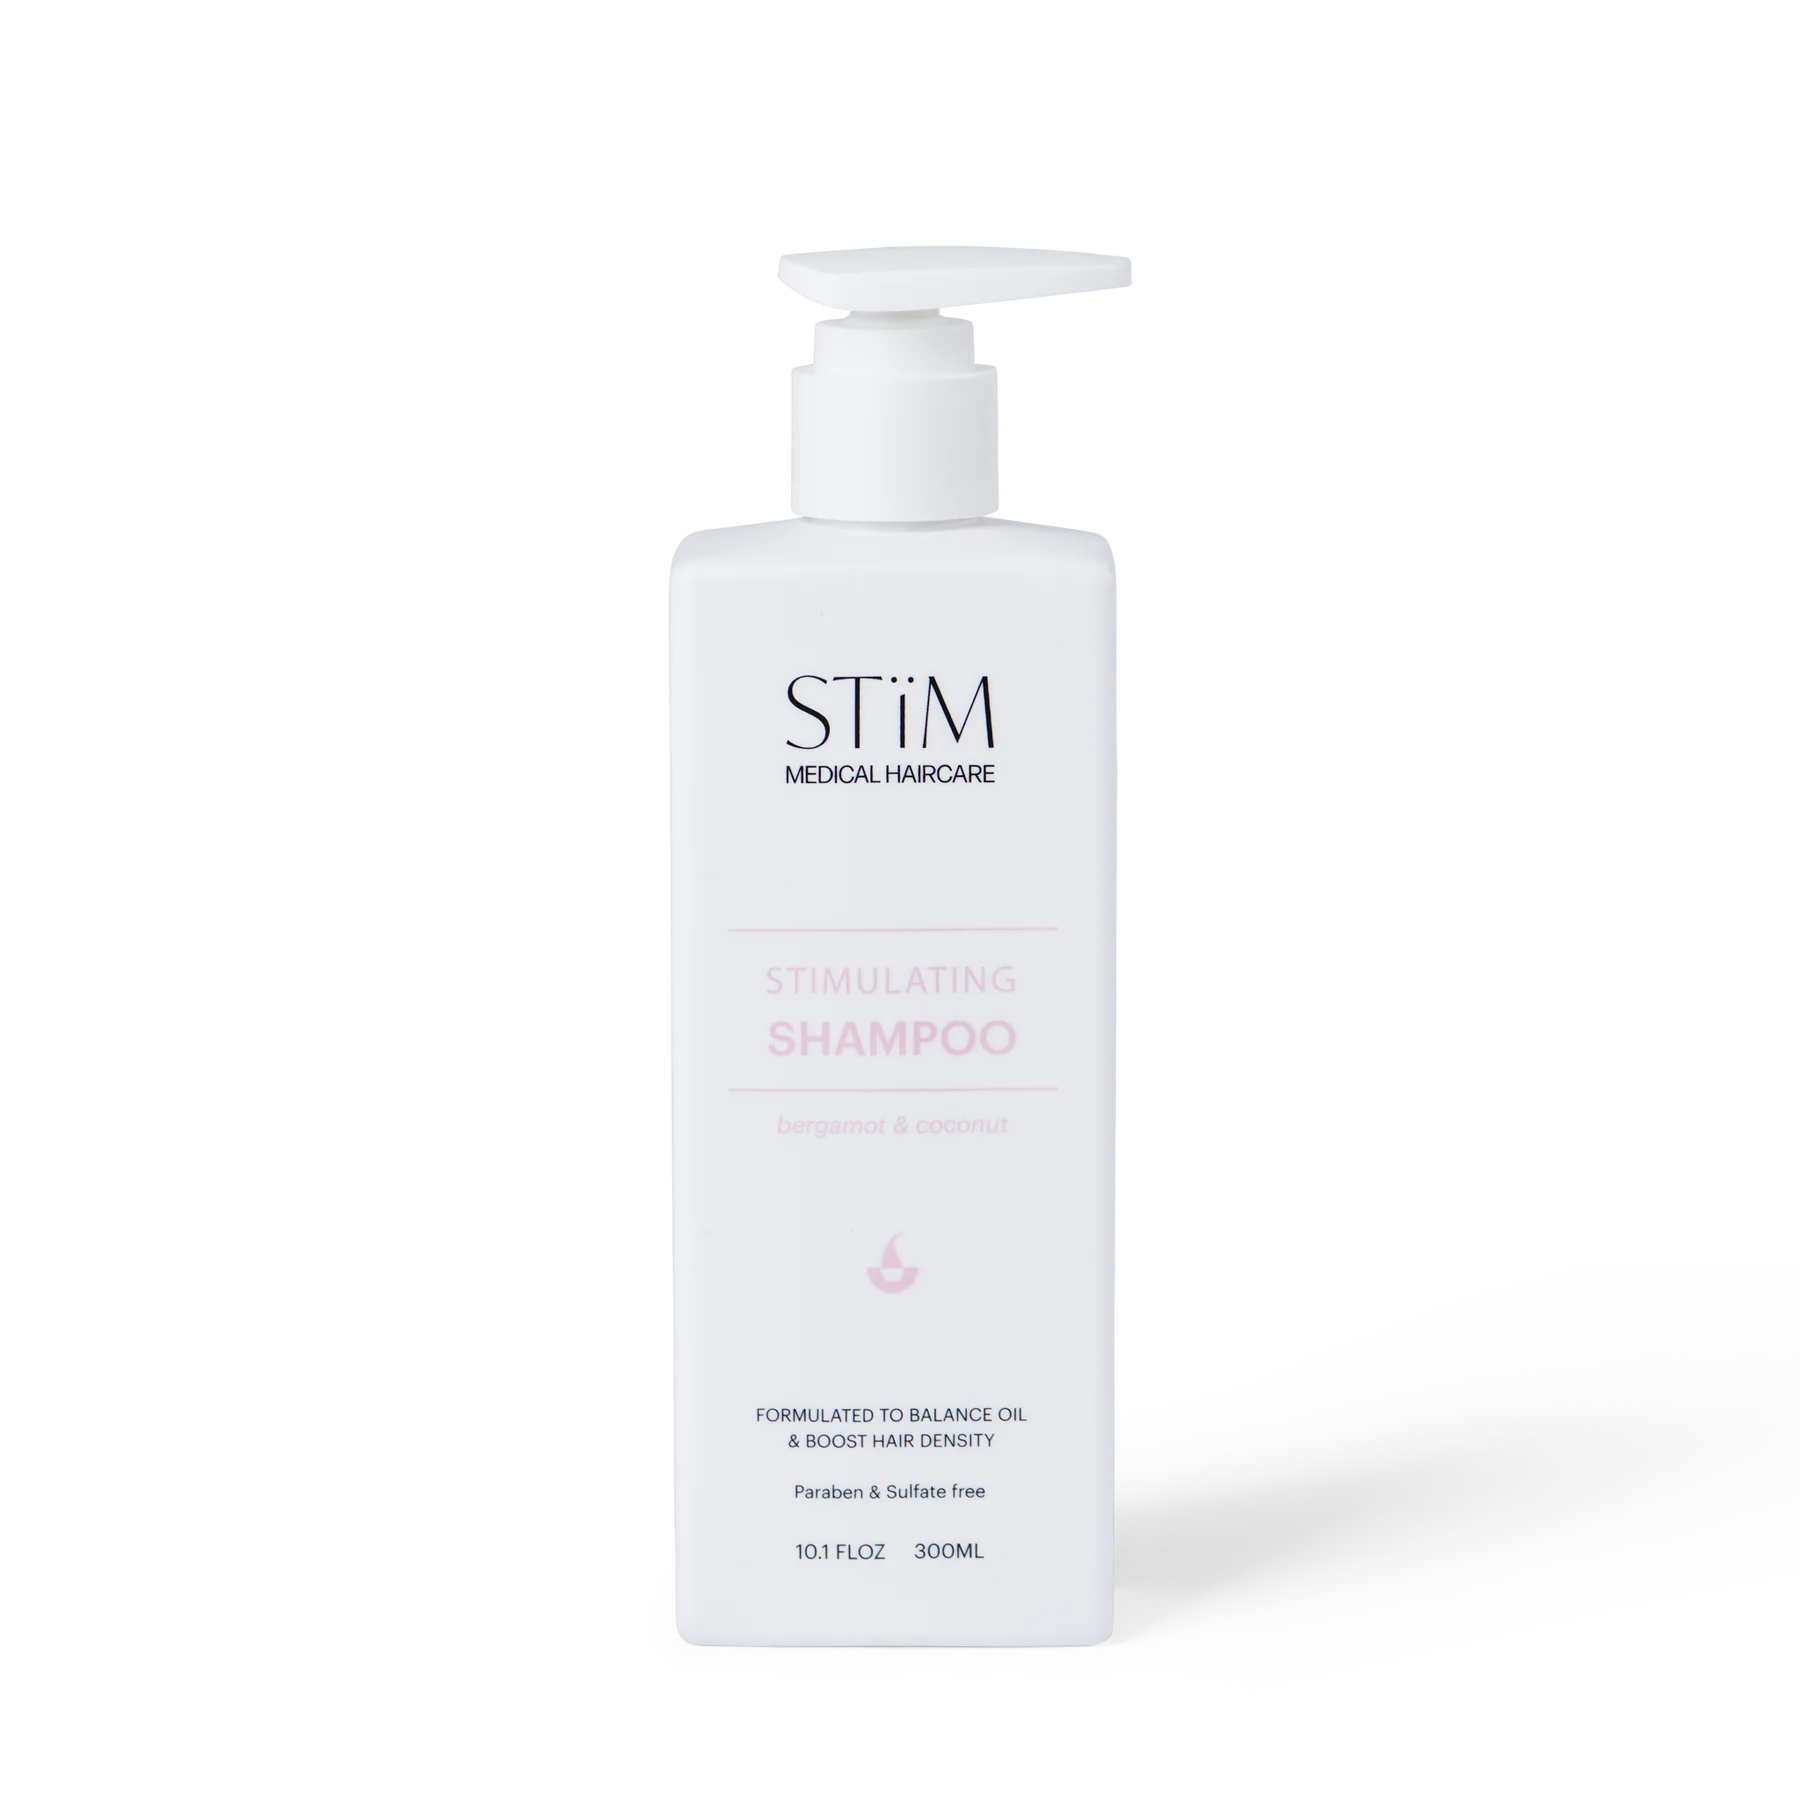 STïM
MEDICAL HAIRCARE
STIMULATING
SHAMPOO
bergamot & coconut
FORMULATED TO BALANCE OIL
& BOOST HAIR DENSITY
Paraben & Sulfate free
10.1 FLOZ 300ML